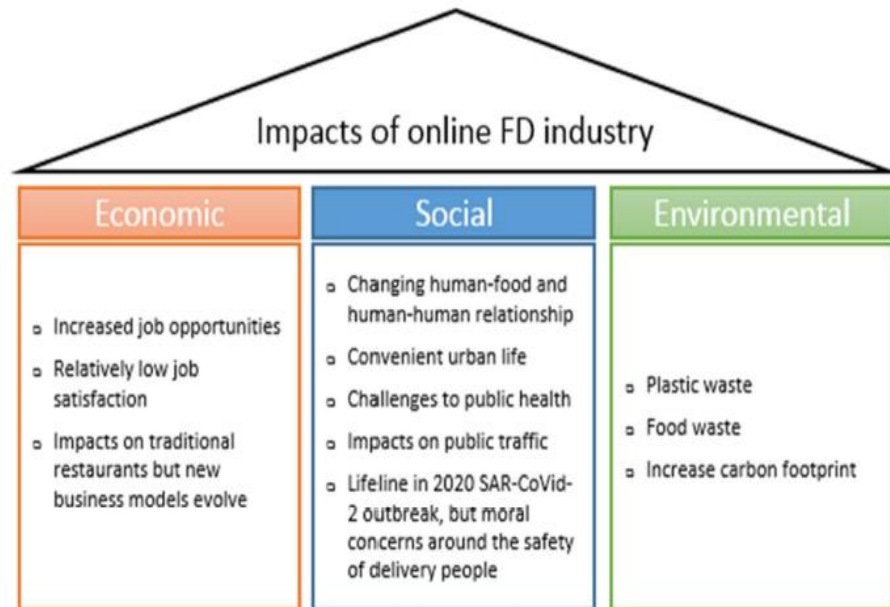 Impacts of online FD industry
Economic
Increased job opportunities
Relatively low job
satisfaction
Impacts on traditional
restaurants but new
business models evolve
Social
Changing human-food and
human-human relationship
Convenient urban life
Challenges to public health
Impacts on public traffic
Lifeline in 2020 SAR-CoVid-
2 outbreak, but moral
concerns around the safety
of delivery people
Environmental
Plastic waste
Food waste
Increase carbon footprint